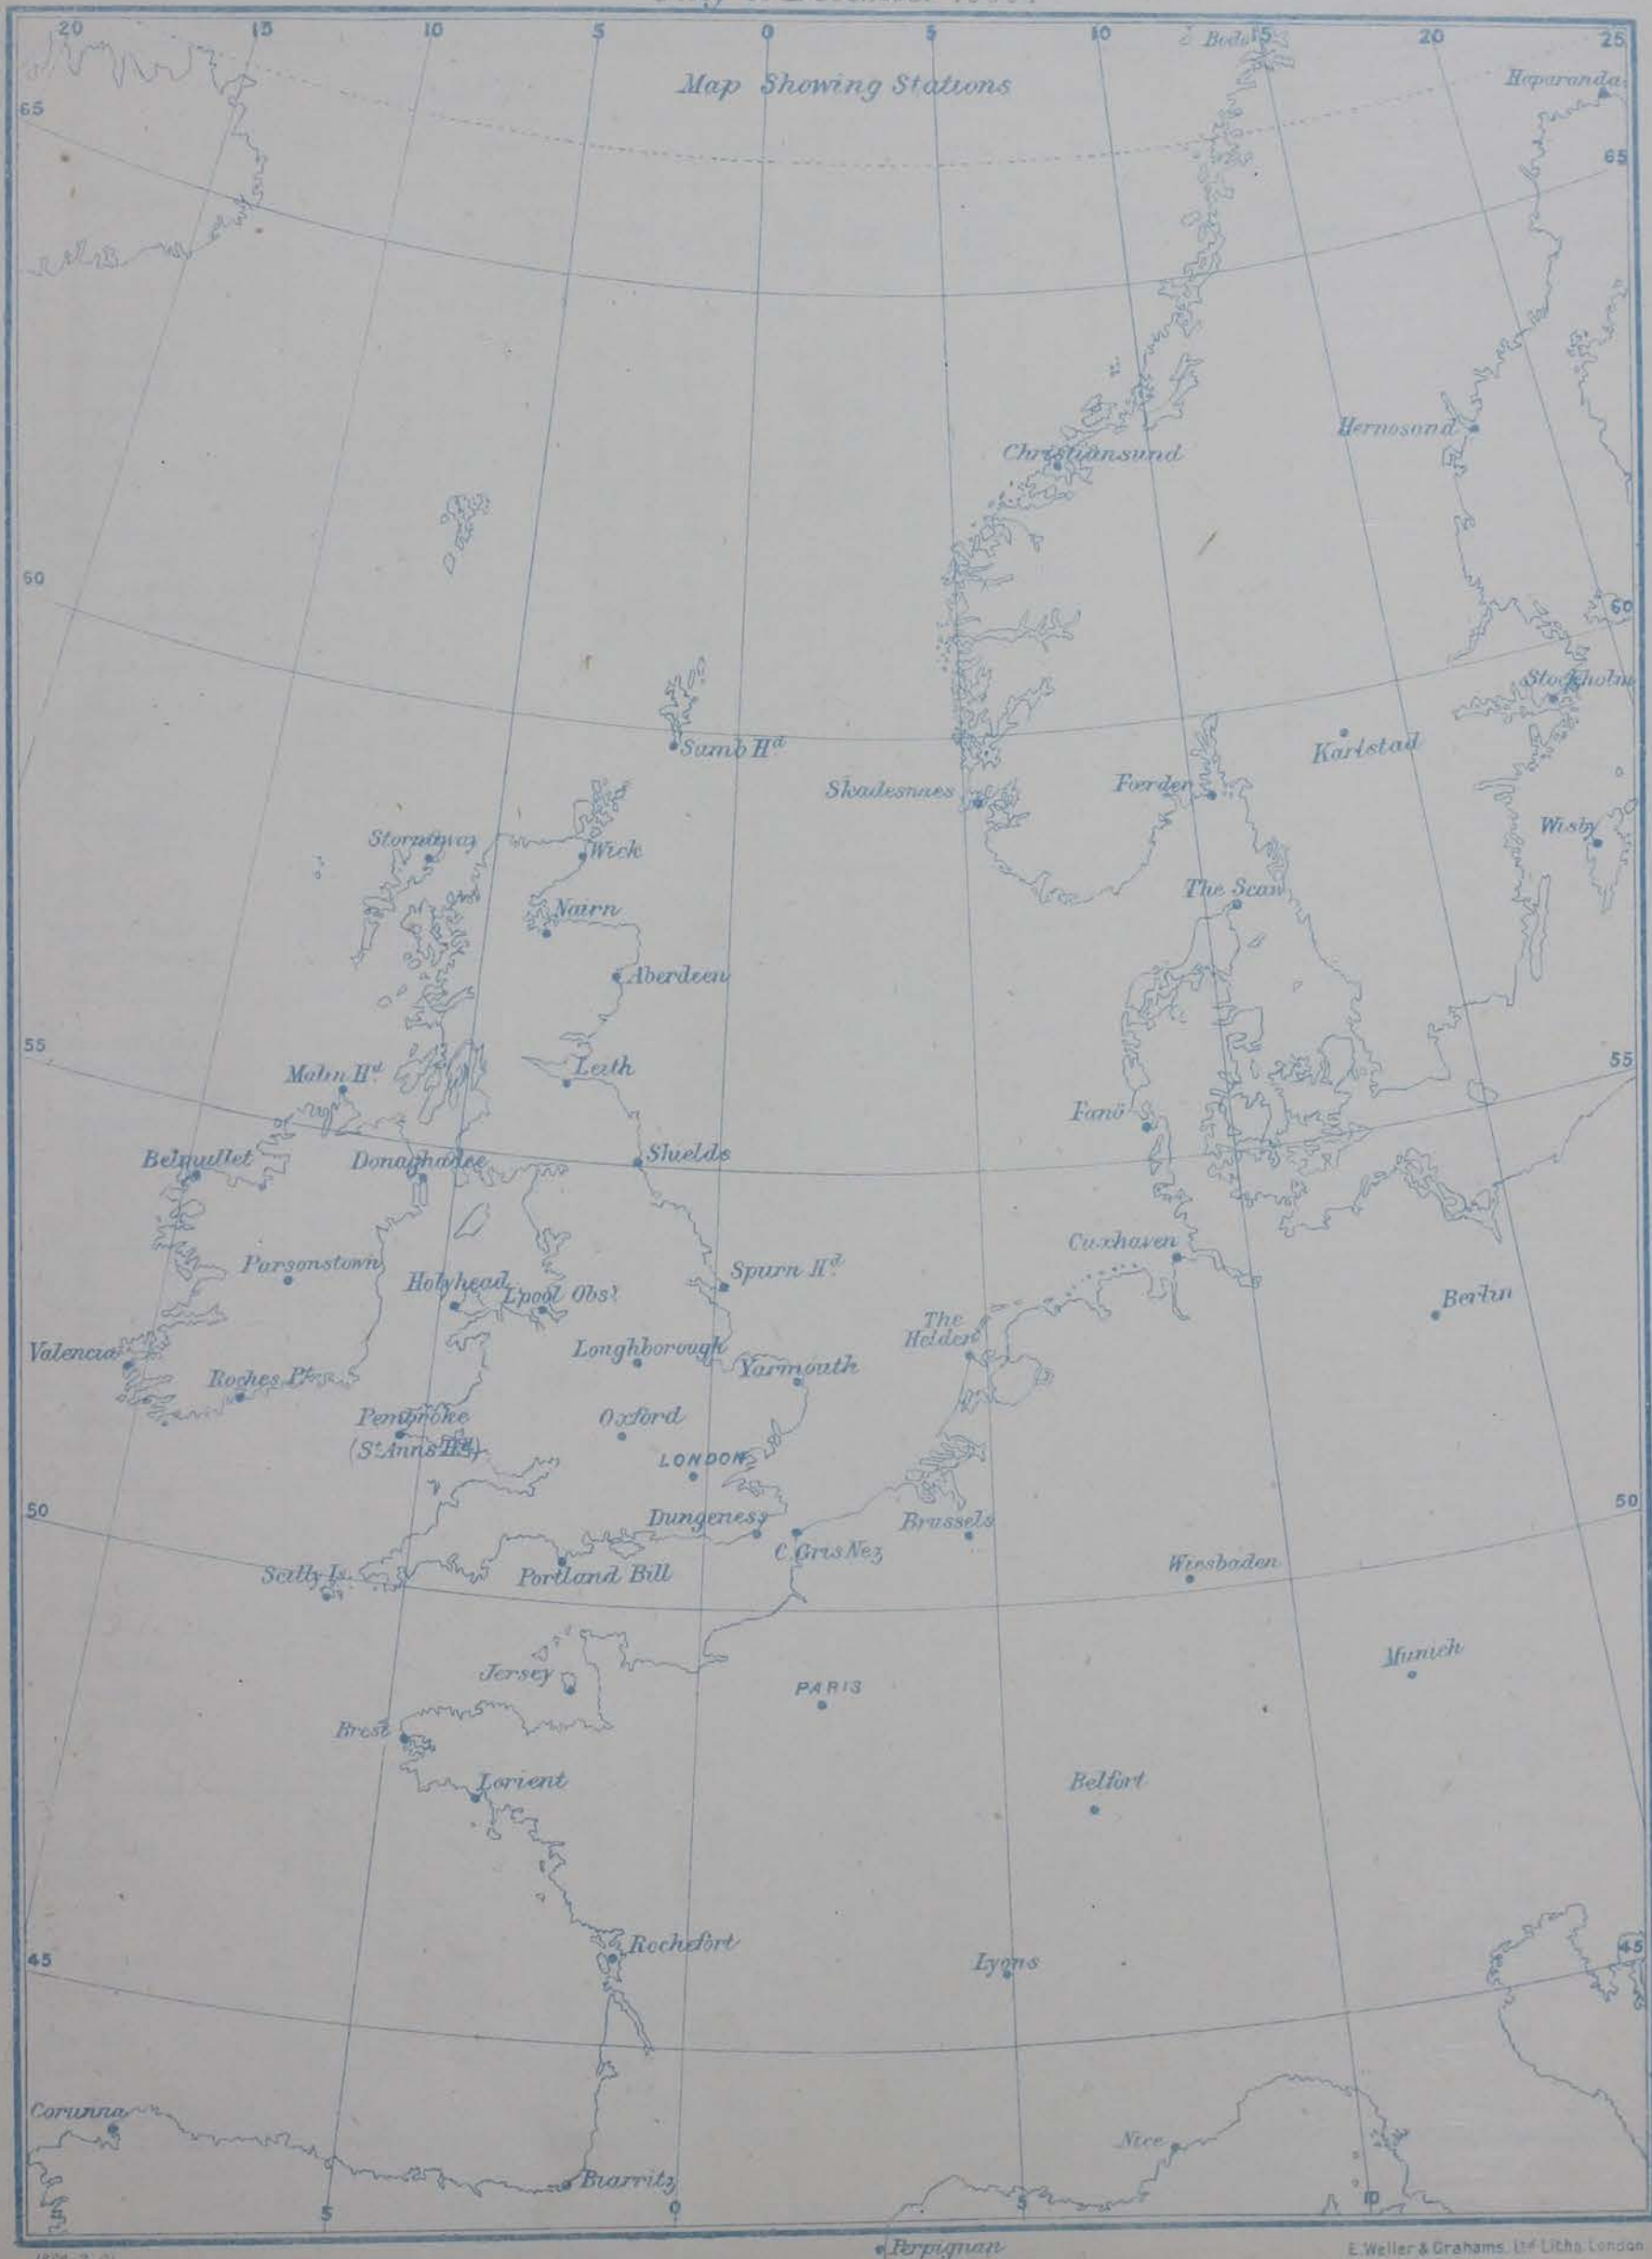 20 15 10 5 0 5 10 Bodo 15 20 25
Map Showing Stations
Haparanda
65
65
Hernosand
Christiansund
60
60
Stockholm
Sumb Hd
Karlstad
Skadesnaes
Fœrder
Wisby
Stornoway
Wick
The Scaw
Nairn
Aberdeen
55
55
Malin Hd
Leith
Fanö
Belmullet
Donaghadee
Shields
Cuxhaven
Parsonstown
Holyhead
L'pool Obsy
Spurn Hd
Berlin
The
Helder
Valencia
Loughborough
Yarmouth
Roches Pt
Pembroke
(St Anns Hd)
Oxford
LONDON
50
50
Dungeness
Brussels
C. Gris Nez
Scilly Is.
Portland Bill
Wiesbaden
Jersey
PARIS
Munich
Brest
Lorient
Belfort
45
45
Rochefort
Lyons
Corunna
Nice
Biarritz
5 0 5 10
Perpignan
E. Weller & Grahams, Ltd Litho. London